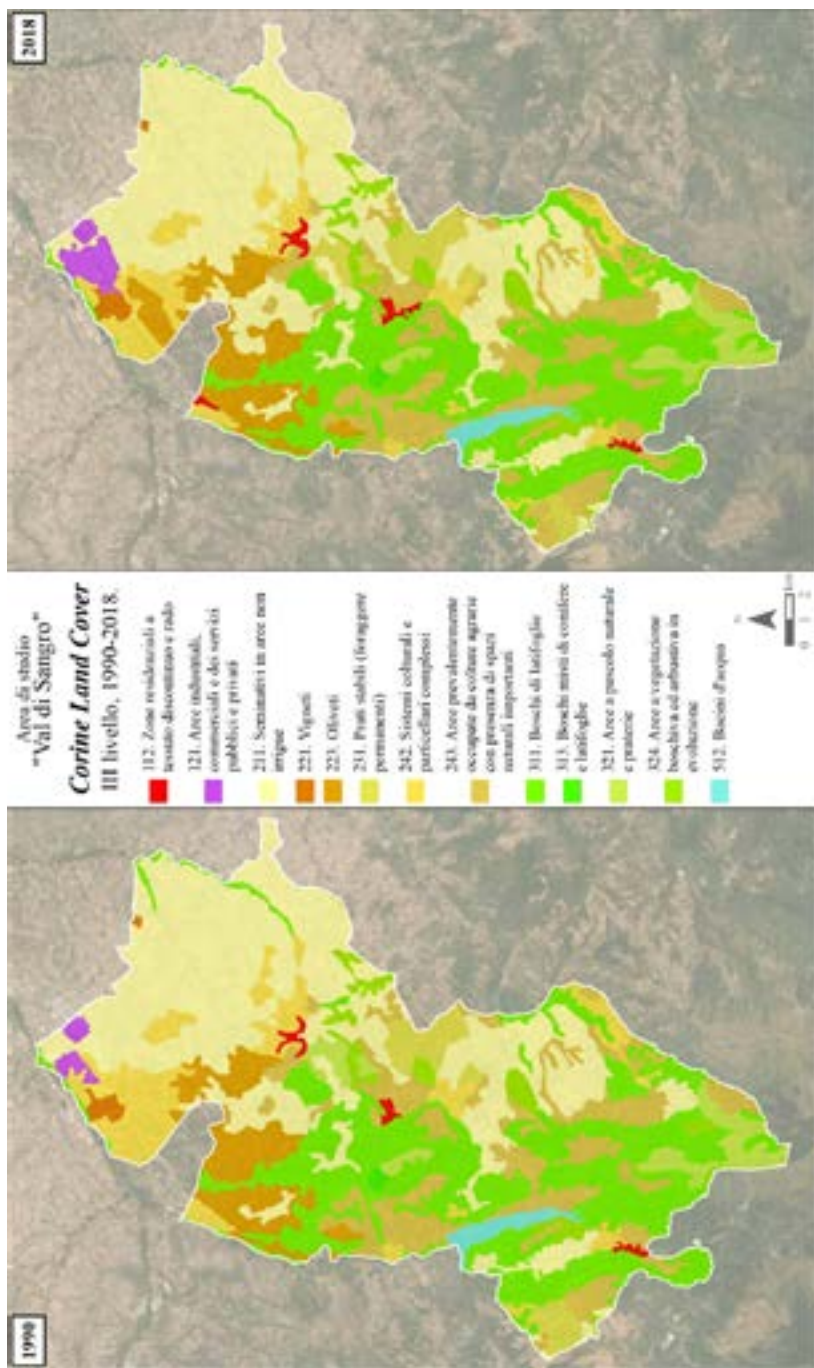 1990
Area di studio
"Val di Sangro"
Corine Land Cover
III livello, 1990-2018.
112. Zone residenziali a
tessuto discontinuo e rado
121. Aree industriali,
commerciali e dei servizi
pubblici e privati
211. Seminativi in aree non
irrigue
221. Vigneti
223. Oliveti
231. Prati stabili (foraggere
permanenti)
242. Sistemi colturali e
particellari complessi
243. Aree prevalentemente
occupate da colture agrarie
con presenza di spazi
naturali importanti
311. Boschi di latifoglie
313. Boschi misti di conifere
e latifoglie
321. Aree a pascolo naturale
e praterie
324. Aree a vegetazione
boschiva ed arbustiva in
evoluzione
512. Bacini d'acqua
N
0
km
2018